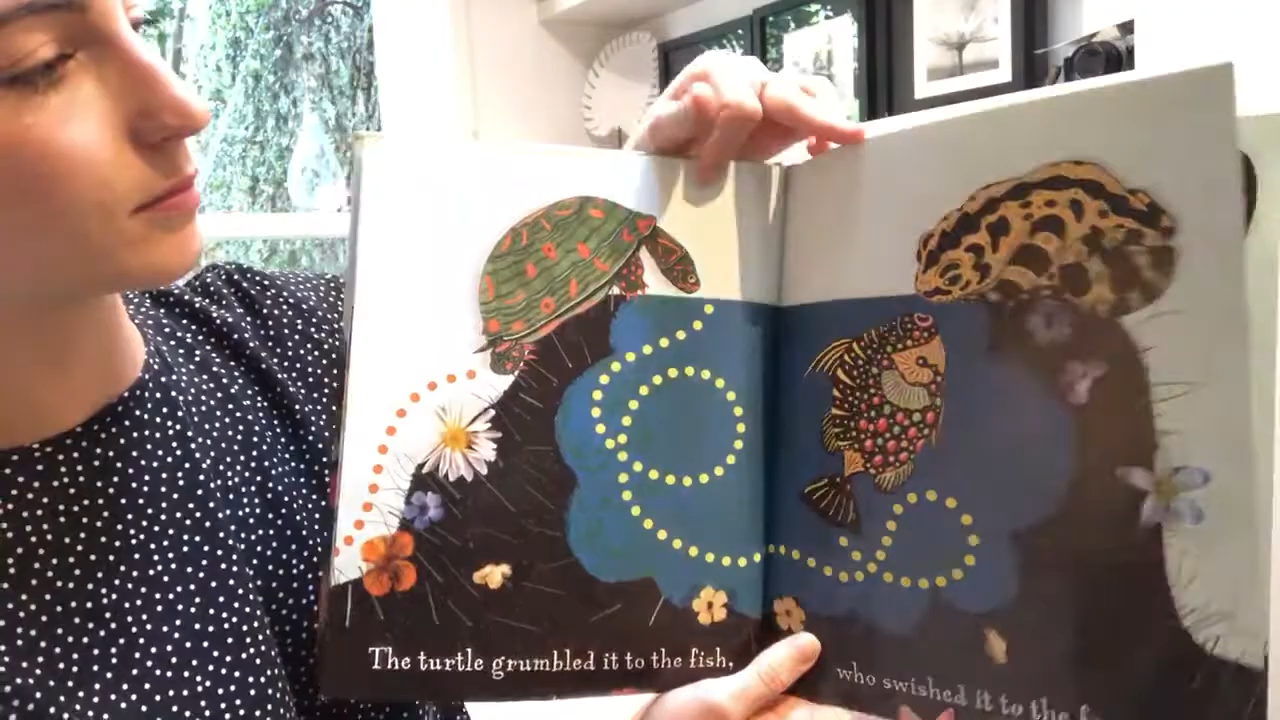 The turtle grumbled it to the fish,
who swished it to the